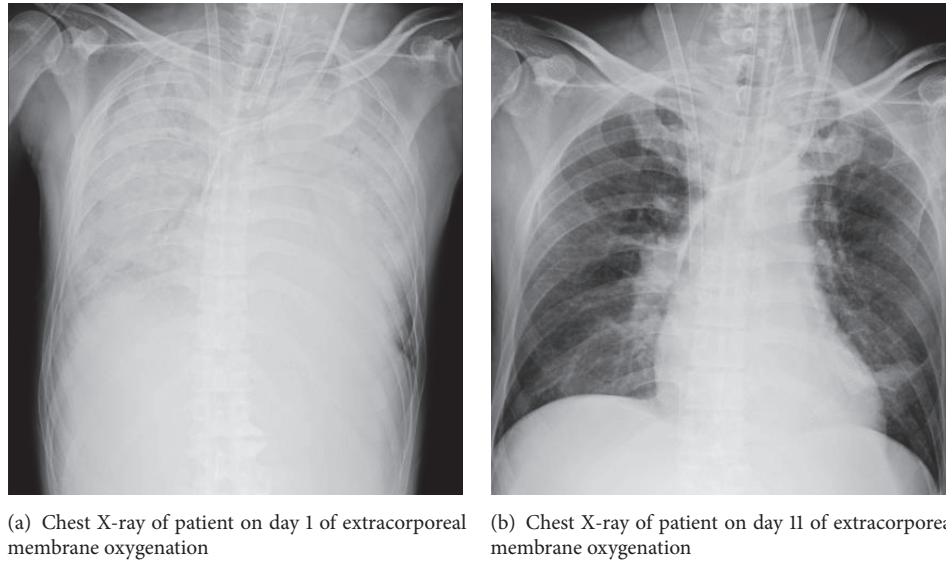 (a) Chest X-ray of patient on day 1 of extracorporeal
membrane oxygenation
(b) Chest X-ray of patient on day 11 of extracorporea
membrane oxygenation